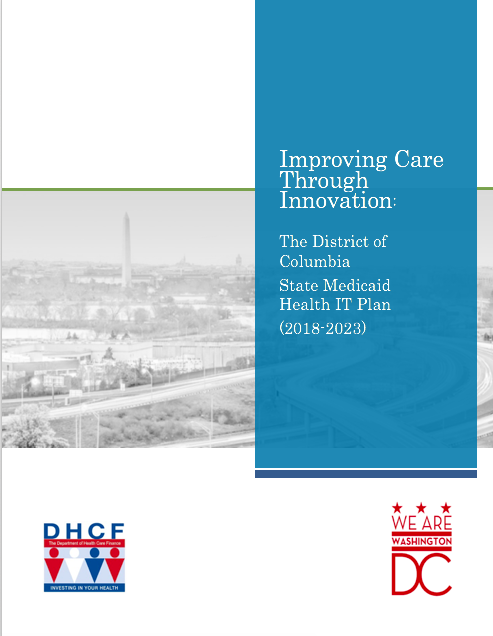 Improving Care
Through
Innovation:
The District of
Columbia
State Medicaid
Health IT Plan
(2018-2023)
DHCF
The Department of Health Care Finance
INVESTING IN YOUR HEALTH
WE ARE
WASHINGTON
DC